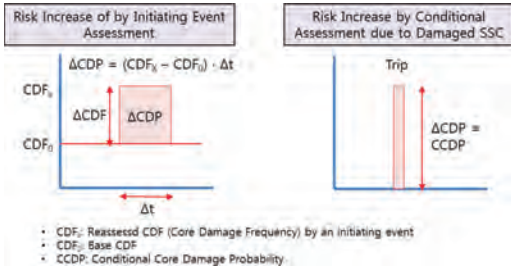 Risk Increase of by Initiating Event
Assessment
Risk Increase by Conditional
Assessment due to Damaged SSC
ΔCDP = (CDFₓ − CDF₀) · Δt
CDFₓ
ΔCDF
ΔCDP
CDF₀
Δt
Trip
ΔCDP =
CCDP
• CDFₓ: Reassessd CDF (Core Damage Frequency) by an initiating event
• CDF₀: Base CDF
• CCDP: Conditional Core Damage Probability